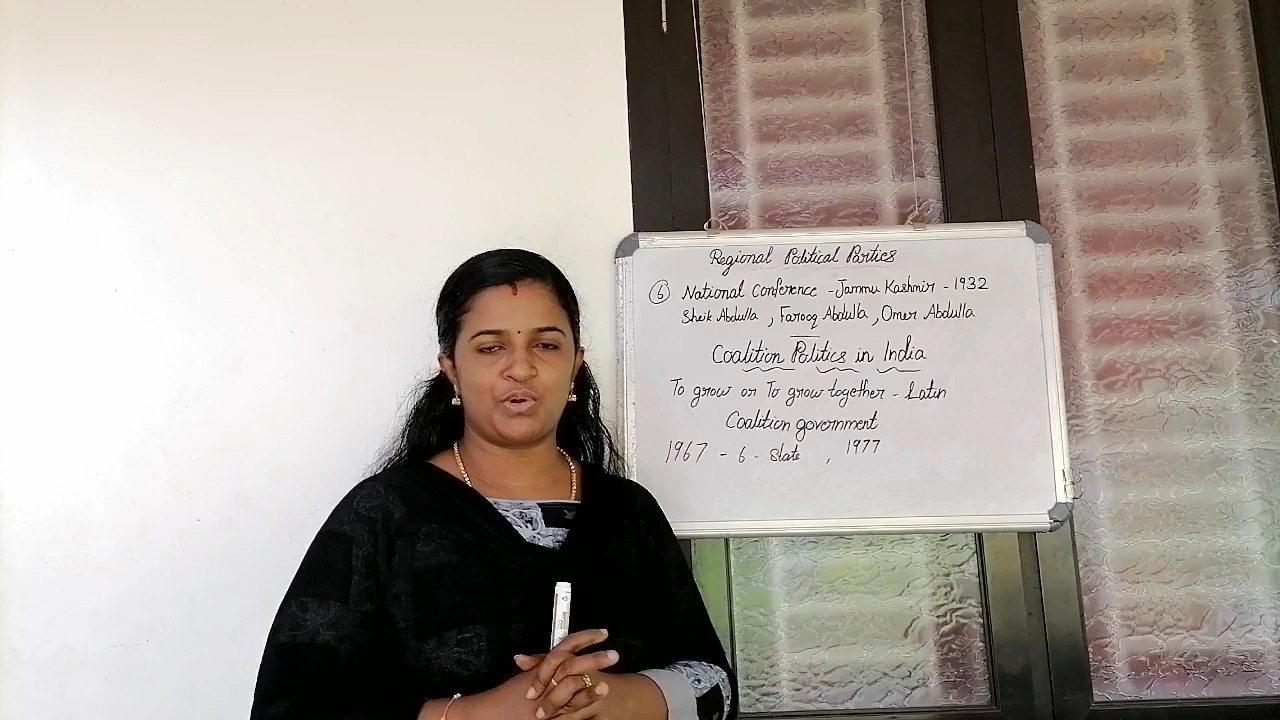 Regional Political Parties
6 National Conference - Jammu Kashmir - 1932
Sheik Abdulla, Farooq Abdulla, Omer Abdulla
Coalition Politics in India
To grow or To grow together - Latin
Coalition government
1967 - 6 - State, 1977